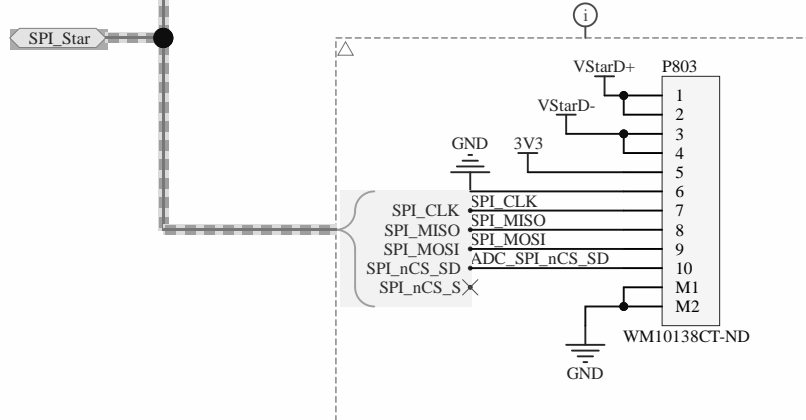 i
SPI_Star
VStarD+
P803
VStarD-
GND
3V3
1
2
3
4
5
6
7
8
9
10
M1
M2
SPI_CLK
SPI_CLK
SPI_MISO
SPI_MISO
SPI_MOSI
SPI_MOSI
SPI_nCS_SD
ADC_SPI_nCS_SD
SPI_nCS_S
WM10138CT-ND
GND